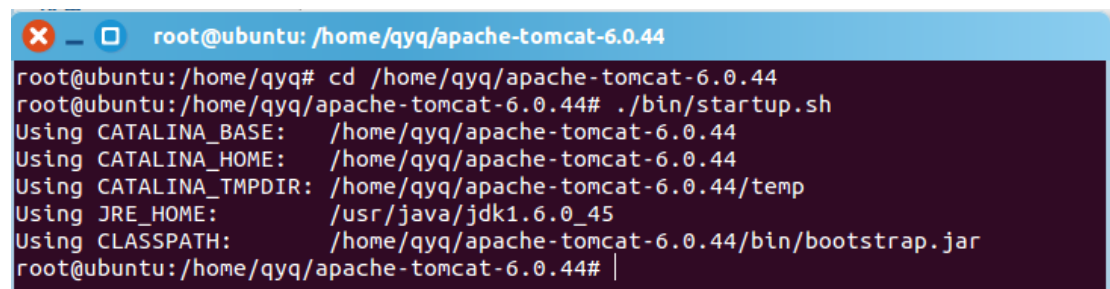 root@ubuntu: /home/qyq/apache-tomcat-6.0.44
root@ubuntu:/home/qyq# cd /home/qyq/apache-tomcat-6.0.44
root@ubuntu:/home/qyq/apache-tomcat-6.0.44# ./bin/startup.sh
Using CATALINA_BASE:   /home/qyq/apache-tomcat-6.0.44
Using CATALINA_HOME:   /home/qyq/apache-tomcat-6.0.44
Using CATALINA_TMPDIR: /home/qyq/apache-tomcat-6.0.44/temp
Using JRE_HOME:        /usr/java/jdk1.6.0_45
Using CLASSPATH:       /home/qyq/apache-tomcat-6.0.44/bin/bootstrap.jar
root@ubuntu:/home/qyq/apache-tomcat-6.0.44#